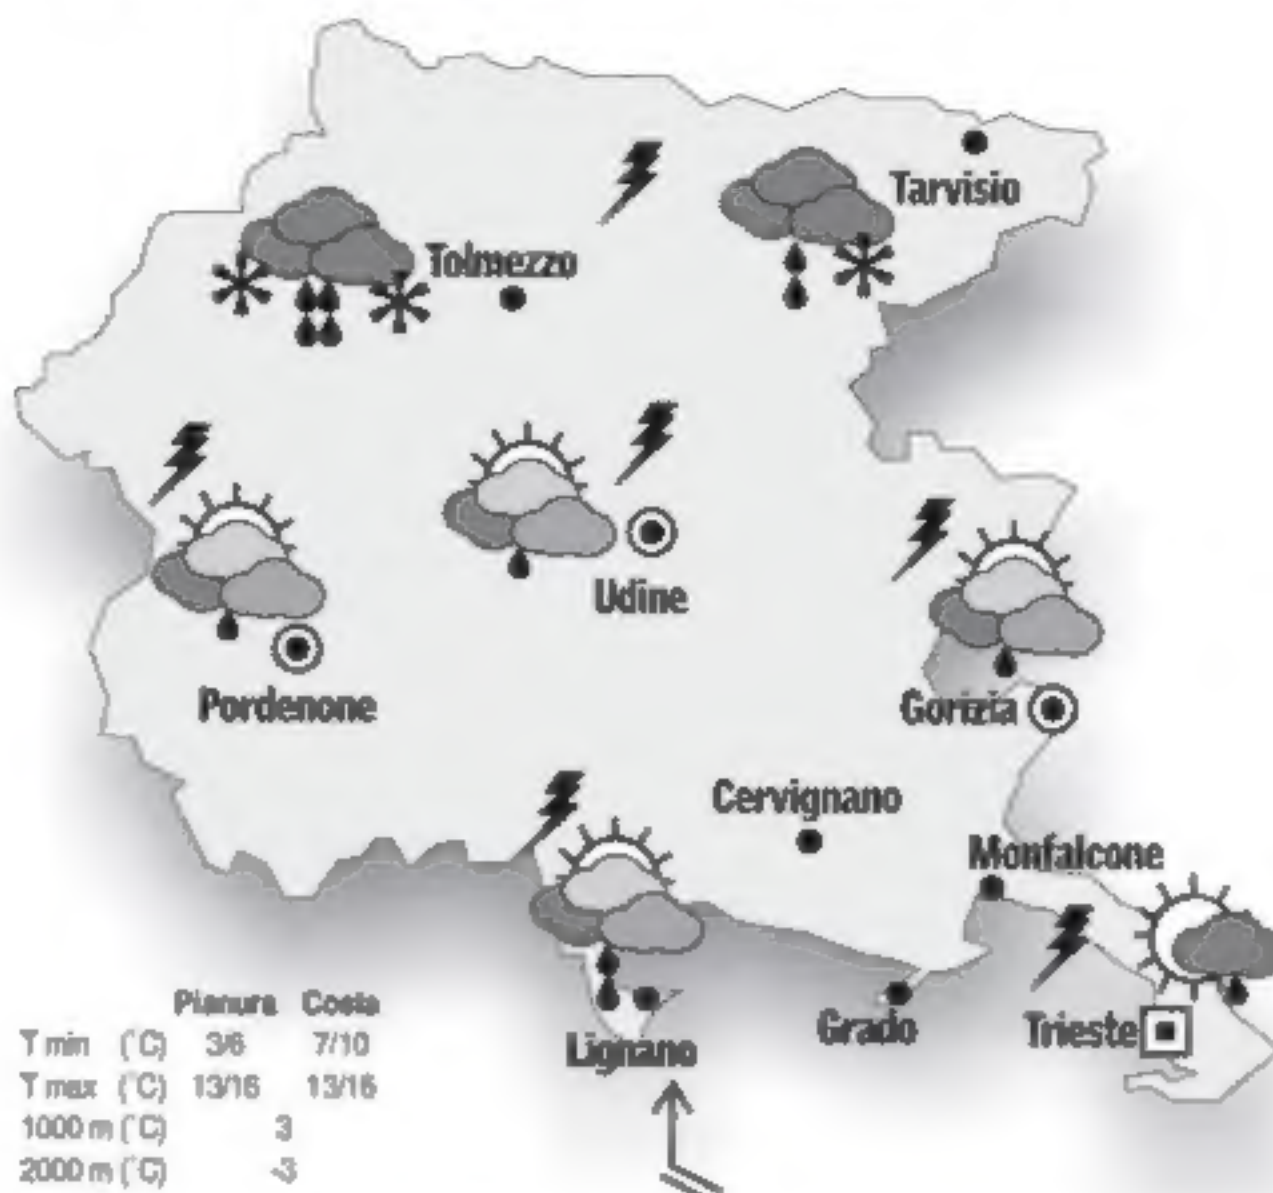 Tarvisio
Tolmezzo
Udine
Pordenone
Gorizia
Cervignano
Monfalcone
Grado
Trieste
Lignano
Pianura Costa
T min (°C) 3/6 7/10
T max (°C) 13/16 13/16
1000 m (°C) 3
2000 m (°C) -3